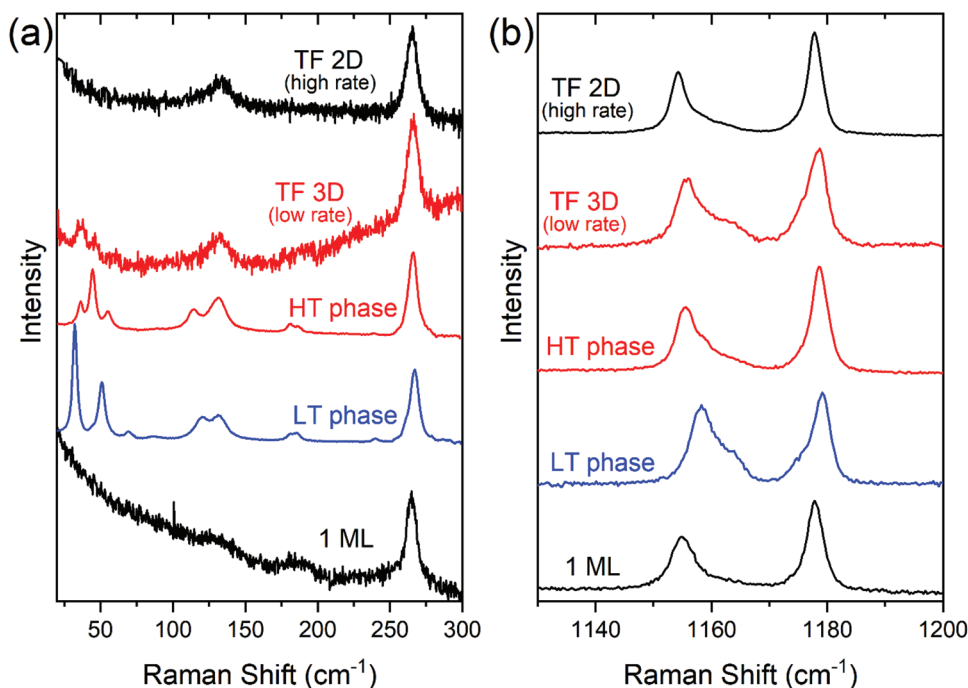 (a)
TF 2D
(high rate)
TF 3D
(low rate)
HT phase
LT phase
1 ML
Intensity
50 100 150 200 250 300
Raman Shift (cm⁻¹)
(b)
TF 2D
(high rate)
TF 3D
(low rate)
HT phase
LT phase
1 ML
Intensity
1140 1160 1180 1200
Raman Shift (cm⁻¹)